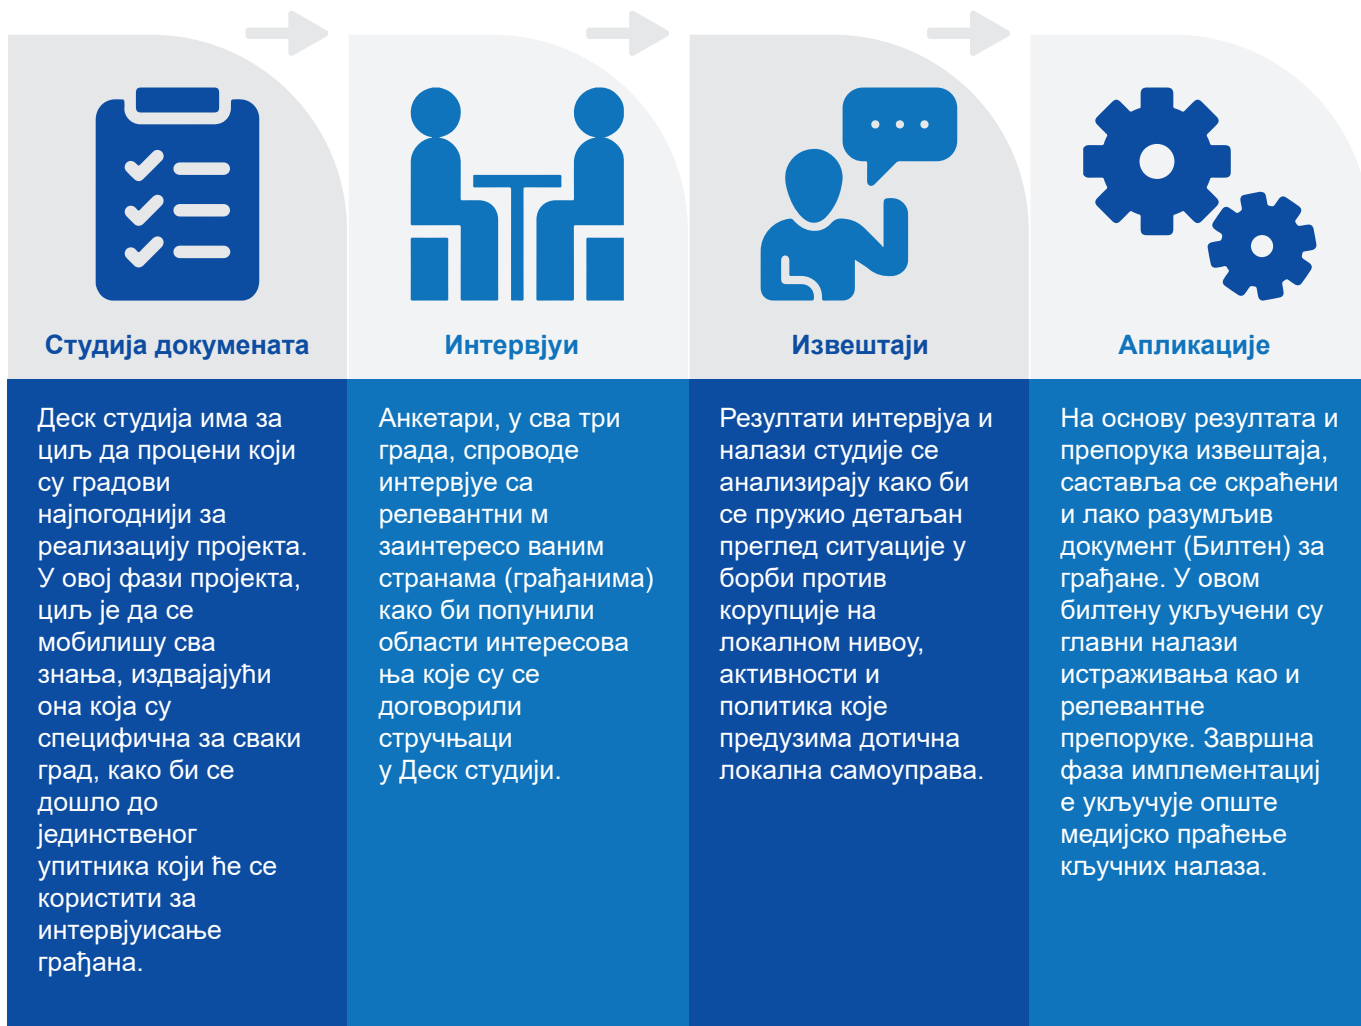 Студија докумената
Деск студија има за
циљ да процени који
су градови
најпогоднији за
реализацију пројекта.
У овој фази пројекта,
циљ је да се
мобилишу сва
знања, издвајајући
она која су
специфична за сваки
град, како би се
дошло до
јединственог
упитника који ће се
користити за
интервјуисање
грађана.
Интервјуи
Анкетари, у сва три
града, спроводе
интервјуе са
релевантни м
заинтересо ваним
странама (грађанима)
како би попунили
области интересова
ња које су се
договорили
стручњаци
у Деск студији.
Извештаји
Резултати интервјуа и
налази студије се
анализирају како би
се пружио детаљан
преглед ситуације у
борби против
корупције на
локалном нивоу,
активности и
политика које
предузима дотична
локална самоуправа.
Апликације
На основу резултата и
препорука извештаја,
саставља се скраћени
и лако разумљив
документ (Билтен) за
грађане. У овом
билтену укључени су
главни налази
истраживања као и
релевантне
препоруке. Завршна
фаза имплементациј
е укључује опште
медијско праћење
кључних налаза.